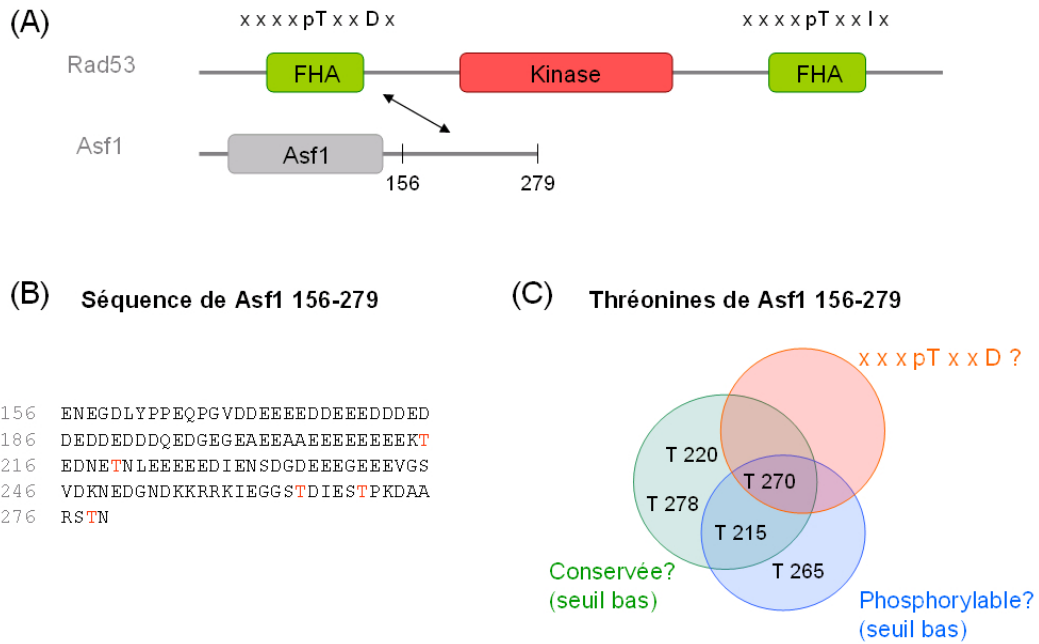 (A)
x x x x pT x x D x
x x x x pT x x I x
Rad53
FHA
Kinase
FHA
Asf1
Asf1
156
279
(B) Séquence de Asf1 156-279
156 ENEGDLYPPEQPGVDDEEEEDDEEEDDDED
186 DEDDEDDDQEDGEGEAEEAAEEEEEEEEKT
216 EDNETNLEEEEEDIENSDGDEEEGEEEVGS
246 VDKNEDGNDKKRRKIEGGSTDIESTPKDAA
276 RSTN
(C) Thréonines de Asf1 156-279
x x x pT x x D ?
T 220
T 270
T 278
T 215
T 265
Conservée?
(seuil bas)
Phosphorylable?
(seuil bas)